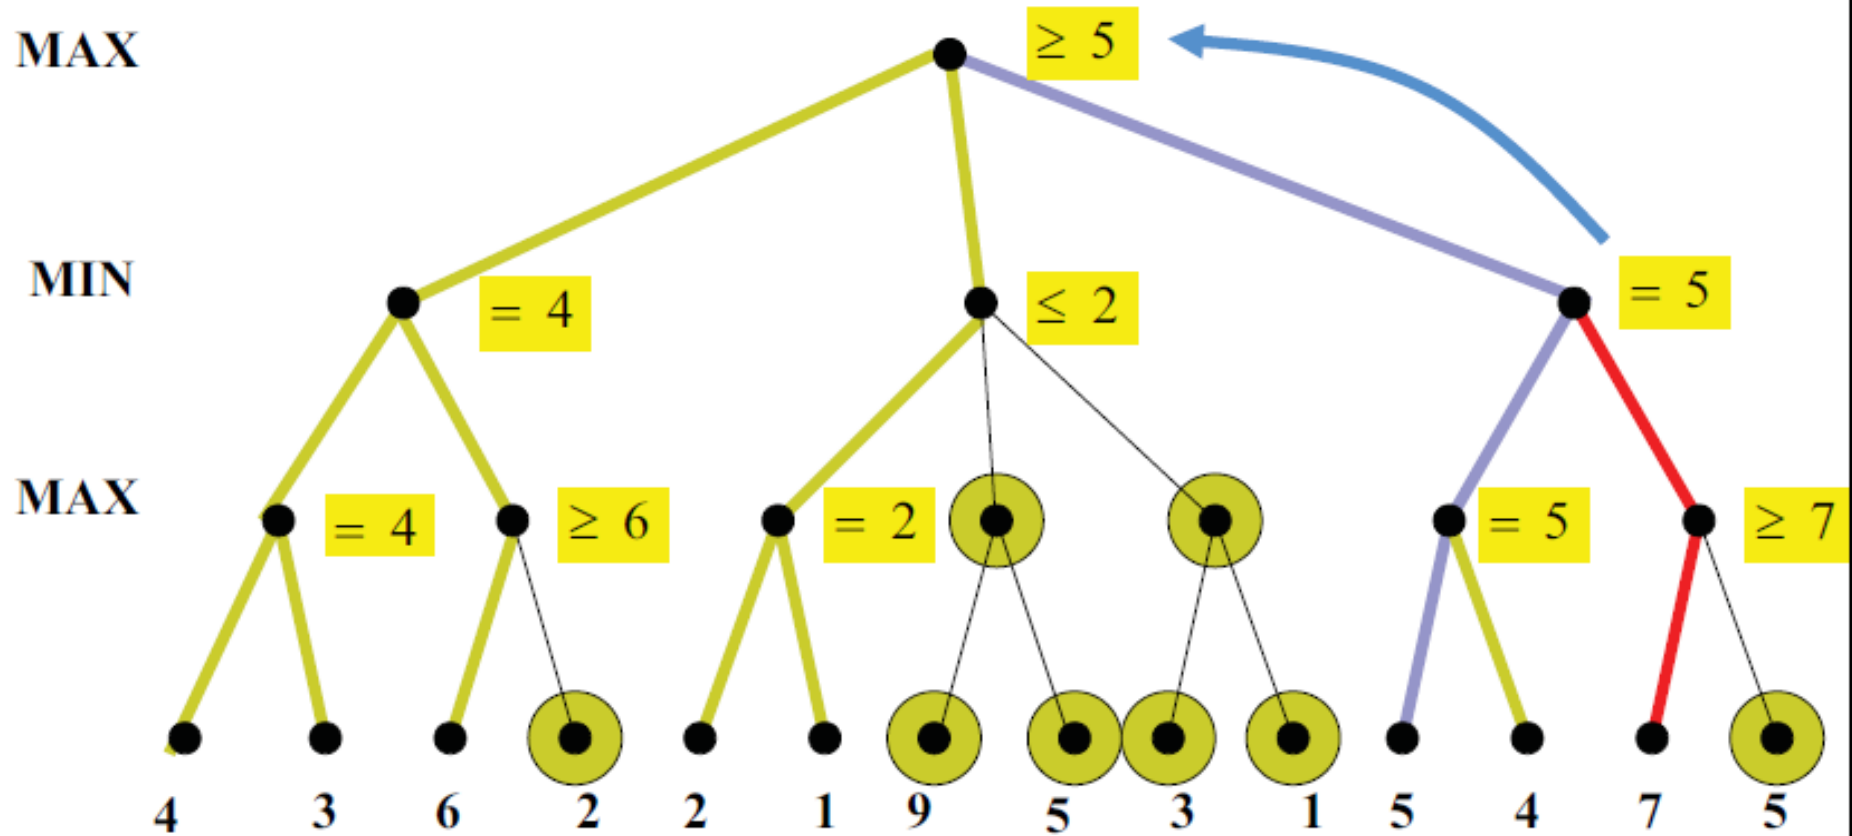 MAX ≥ 5
MIN = 4 ≤ 2 = 5
MAX = 4 ≥ 6 = 2 = 5 ≥ 7
4 3 6 2 2 1 9 5 3 1 5 4 7 5